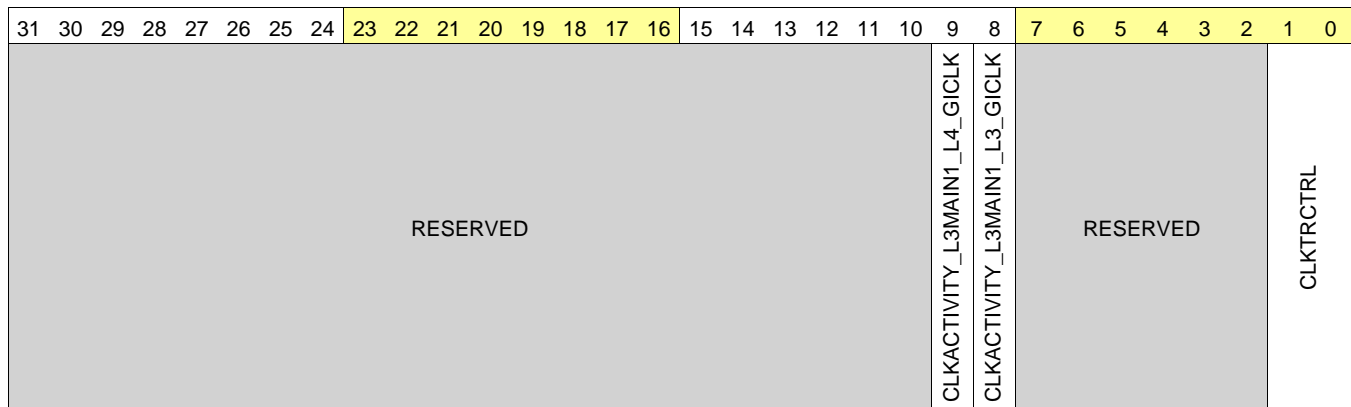 31 30 29 28 27 26 25 24 23 22 21 20 19 18 17 16 15 14 13 12 11 10 9 8 7 6 5 4 3 2 1 0
RESERVED
CLKACTIVITY_L3MAIN1_L4_GICLK
CLKACTIVITY_L3MAIN1_L3_GICLK
RESERVED
CLKTRCTRL